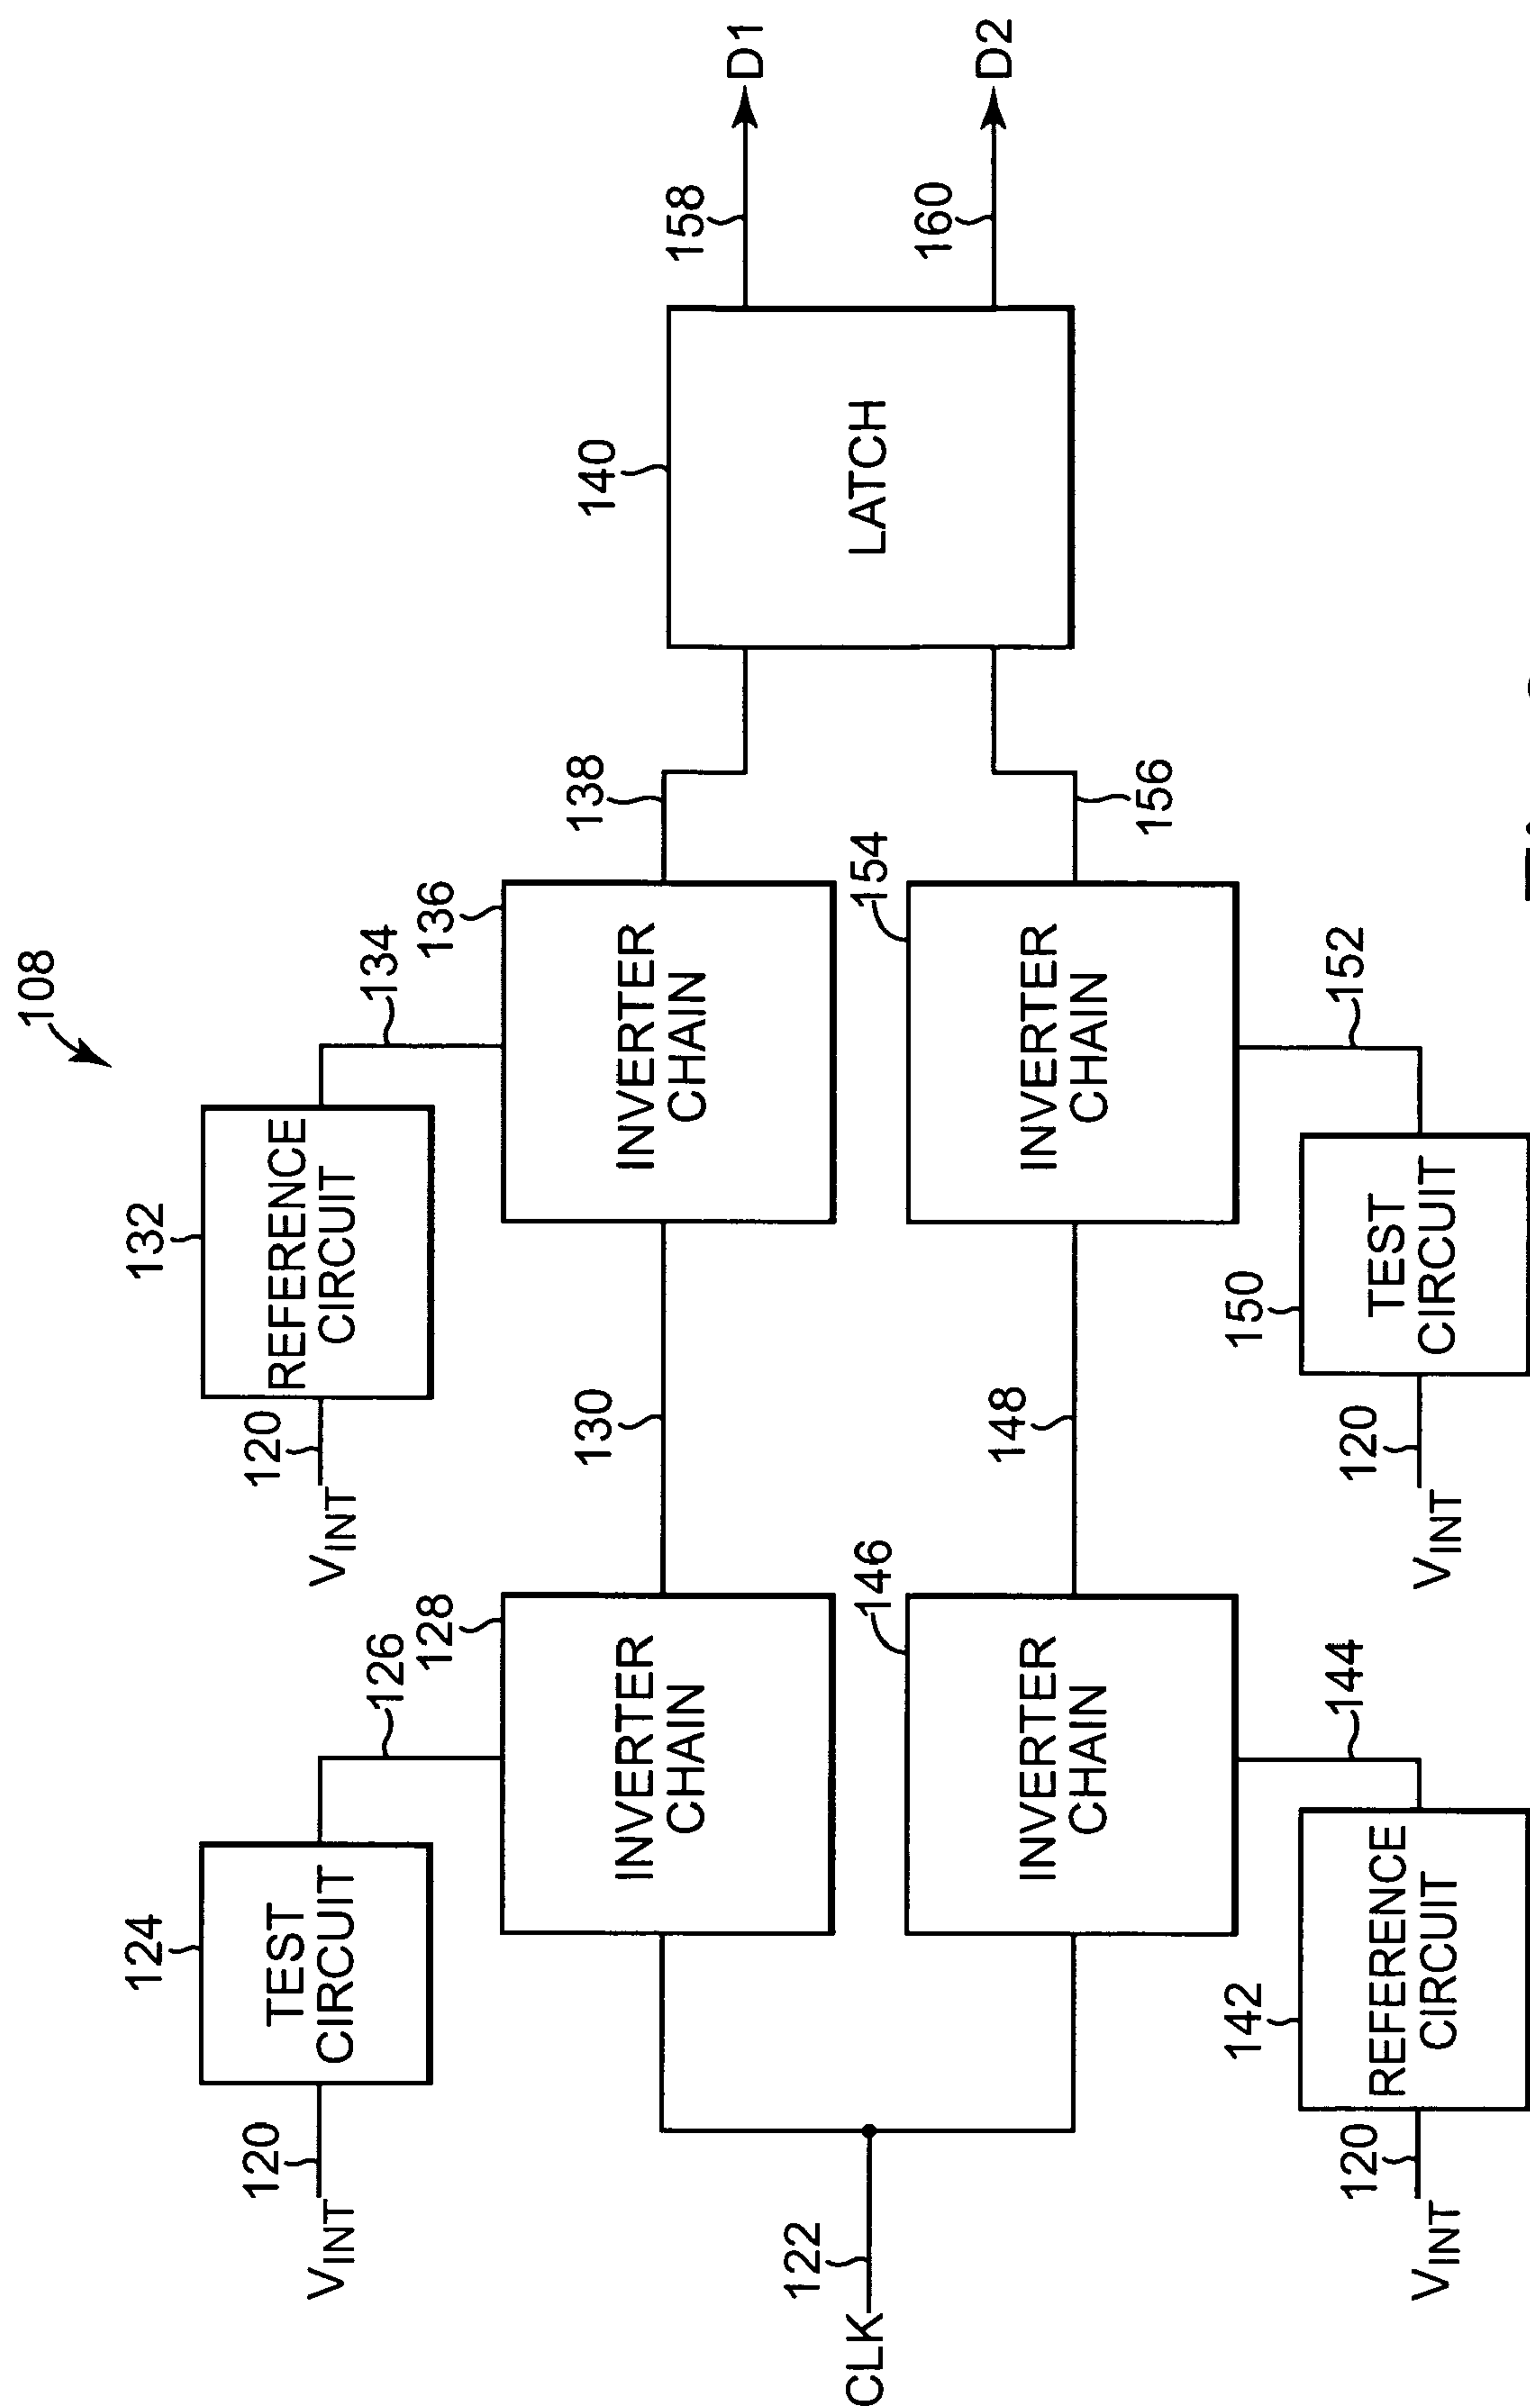 108
124
TEST
CIRCUIT
120
VINT
126
128
INVERTER
CHAIN
130
132
REFERENCE
CIRCUIT
120
VINT
134
136
INVERTER
CHAIN
138
140
LATCH
158
D1
160
D2
CLK
122
146
INVERTER
CHAIN
144
142
REFERENCE
CIRCUIT
120
VINT
148
154
INVERTER
CHAIN
156
152
150
TEST
CIRCUIT
120
VINT